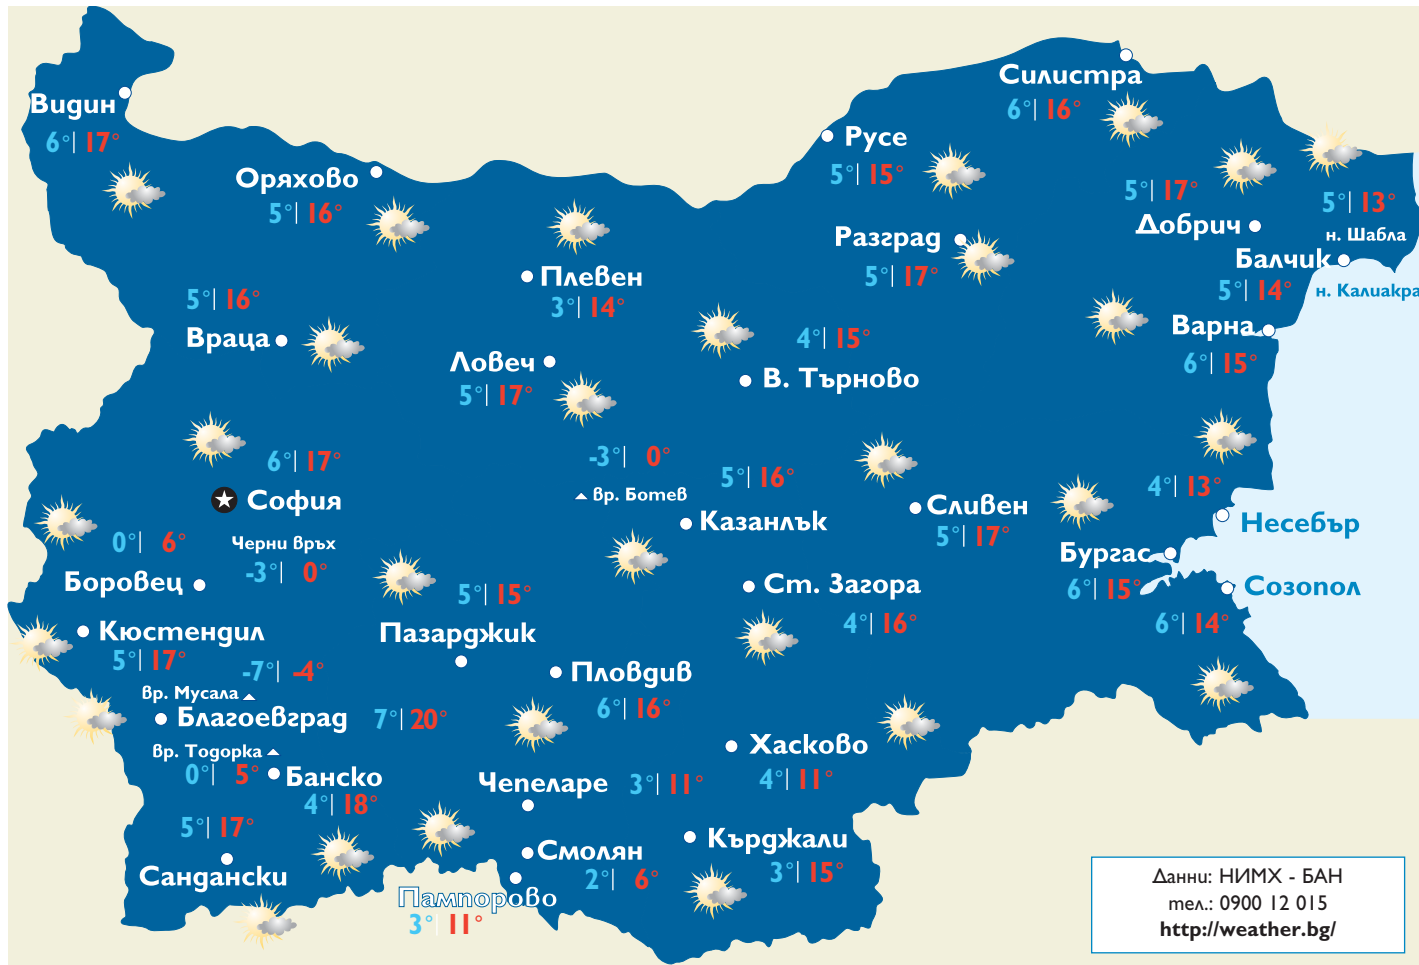 Силистра
6°| 16°
Видин
6°| 17°
Русе
5°| 15°
Оряхово
5°| 16°
5°| 17°
Добрич
5°| 13°
н. Шабла
Разград
5°| 17°
Балчик
5°| 14°
н. Калиакра
Плевен
3°| 14°
5°| 16°
Враца
4°| 15°
В. Търново
Варна
6°| 15°
Ловеч
5°| 17°
6°| 17°
София
-3°| 0°
вр. Ботев
5°| 16°
Казанлък
Сливен
5°| 17°
4°| 13°
Несебър
0°| 6°
Боровец
Черни връх
-3°| 0°
Бургас
6°| 15°
Созопол
6°| 14°
5°| 15°
Пазарджик
Ст. Загора
4°| 16°
Кюстендил
5°| 17°
-7°| -4°
вр. Мусала
Пловдив
6°| 16°
Благоевград
7°| 20°
вр. Тодорка
0°| 5°
Банско
4°| 18°
Хасково
4°| 11°
Чепеларе
3°| 11°
5°| 17°
Сандански
Смолян
2°| 6°
Кърджали
3°| 15°
Пампорово
3°| 11°
Данни: НИМХ - БАН
тел.: 0900 12 015
http://weather.bg/